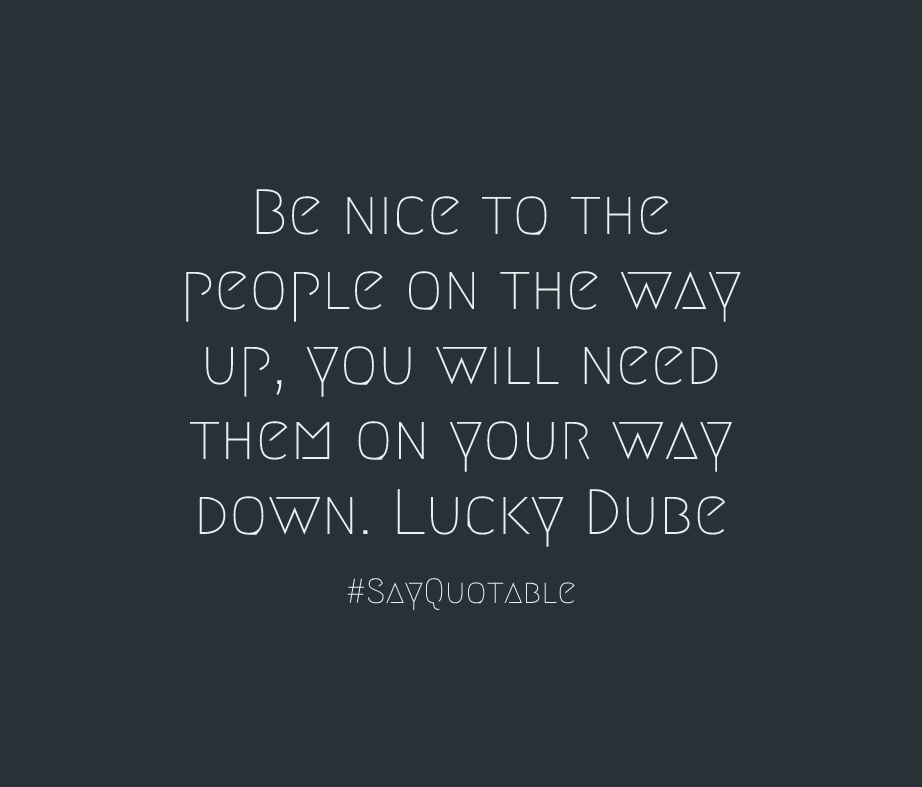 Be nice to the
people on the way
up, you will need
them on your way
down. Lucky Dube
#SayQuotable